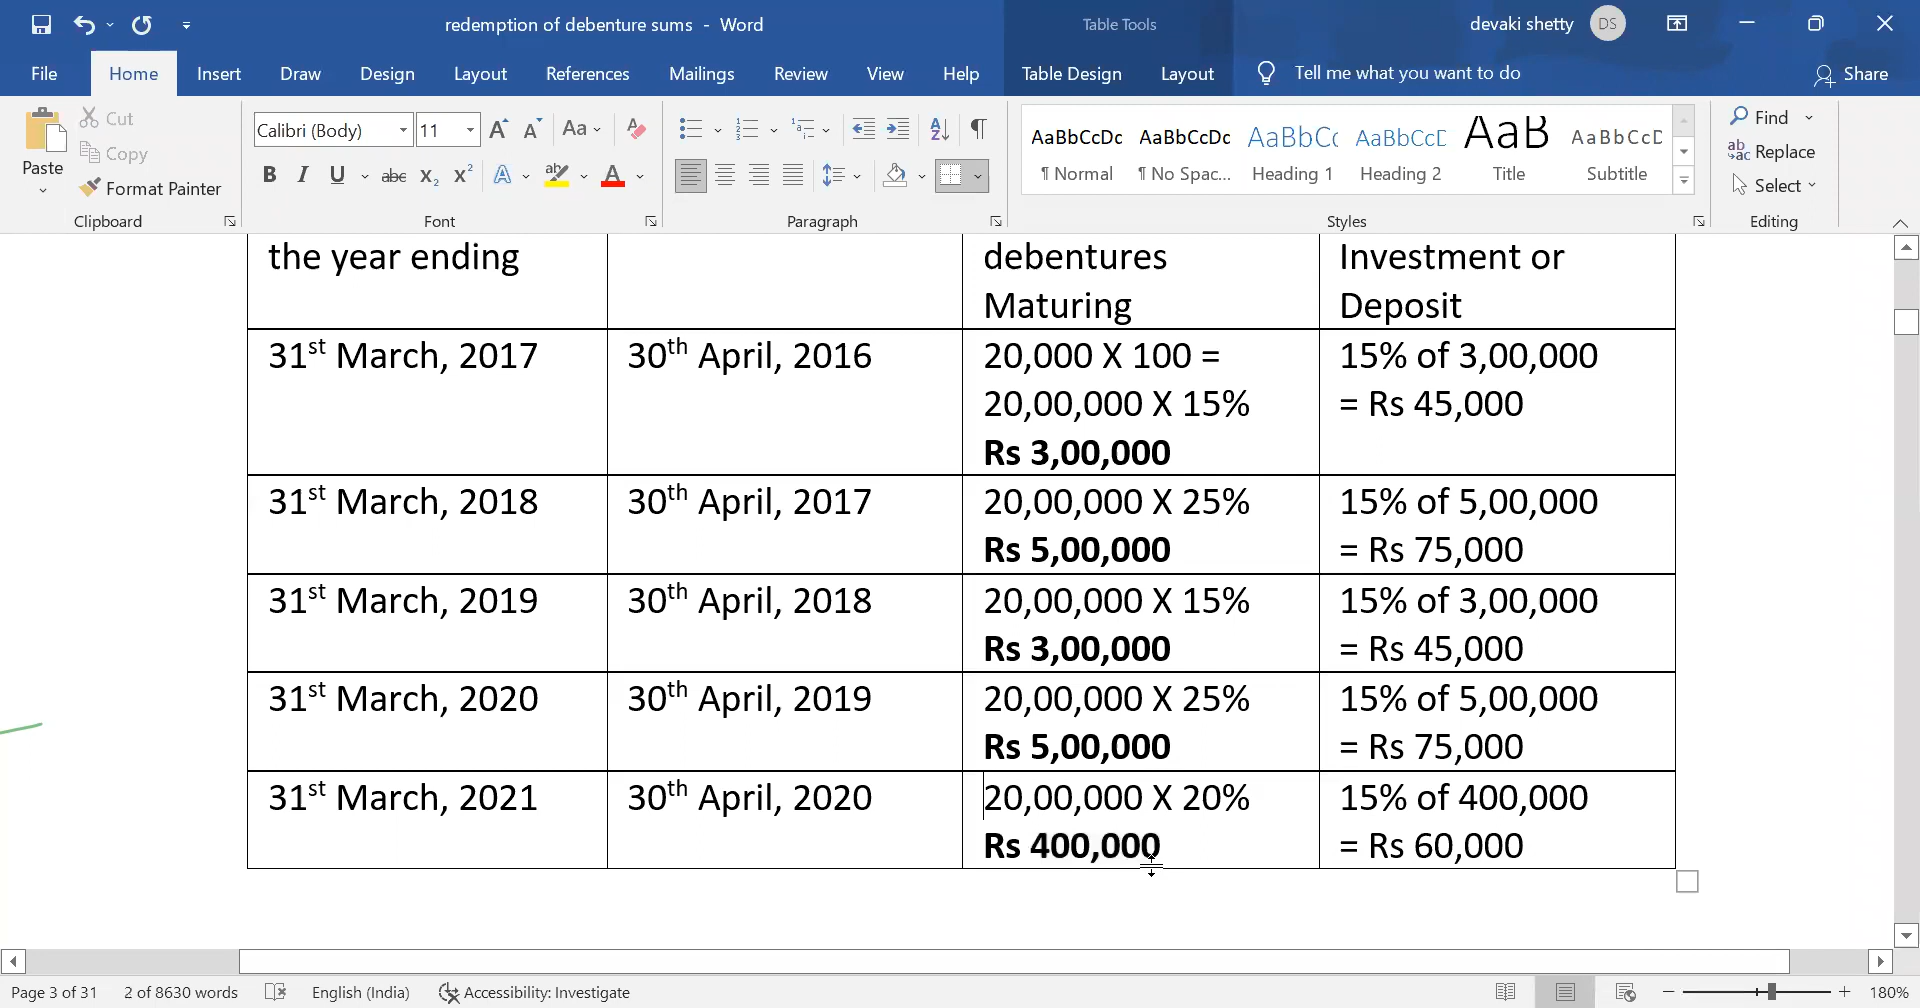 redemption of debenture sums - Word
Table Tools
devaki shetty DS
File Home Insert Draw Design Layout References Mailings Review View Help Table Design Layout Tell me what you want to do Share
Paste
Cut
Copy
Format Painter
Clipboard
Calibri (Body) 11
Font
Paragraph
AaBbCcDc AaBbCcDc AaBbCc AaBbCcD AaB AaBbCcD
¶ Normal ¶ No Spac... Heading 1 Heading 2 Title Subtitle
Styles
Find
Replace
Select
Editing
the year ending
debentures
Maturing
Investment or
Deposit
31st March, 2017 30th April, 2016 20,000 X 100 = 15% of 3,00,000
20,00,000 X 15% = Rs 45,000
Rs 3,00,000
31st March, 2018 30th April, 2017 20,00,000 X 25% 15% of 5,00,000
Rs 5,00,000 = Rs 75,000
31st March, 2019 30th April, 2018 20,00,000 X 15% 15% of 3,00,000
Rs 3,00,000 = Rs 45,000
31st March, 2020 30th April, 2019 20,00,000 X 25% 15% of 5,00,000
Rs 5,00,000 = Rs 75,000
31st March, 2021 30th April, 2020 20,00,000 X 20% 15% of 400,000
Rs 400,000 = Rs 60,000
Page 3 of 31 2 of 8630 words English (India) Accessibility: Investigate 180%